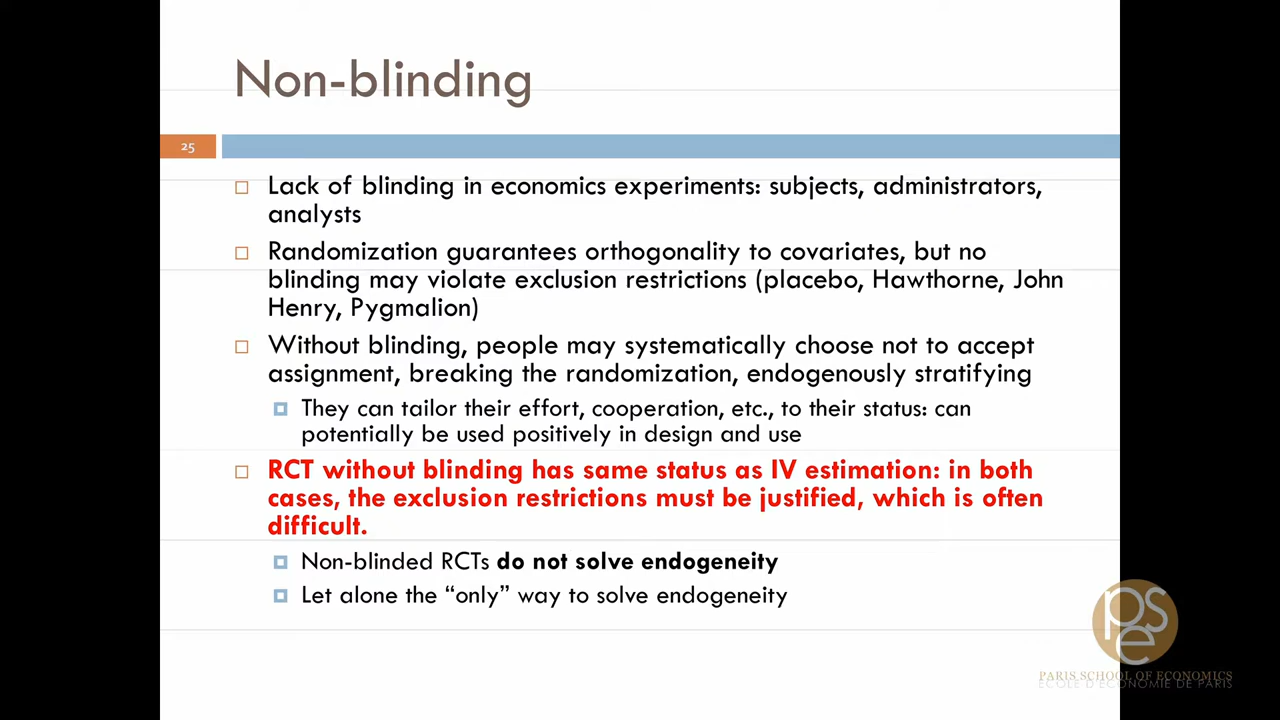 Non-blinding
25
Lack of blinding in economics experiments: subjects, administrators,
analysts
Randomization guarantees orthogonality to covariates, but no
blinding may violate exclusion restrictions (placebo, Hawthorne, John
Henry, Pygmalion)
Without blinding, people may systematically choose not to accept
assignment, breaking the randomization, endogenously stratifying
They can tailor their effort, cooperation, etc., to their status: can
potentially be used positively in design and use
RCT without blinding has same status as IV estimation: in both
cases, the exclusion restrictions must be justified, which is often
difficult.
Non-blinded RCTs do not solve endogeneity
Let alone the “only” way to solve endogeneity
pse
PARIS SCHOOL OF ECONOMICS
ECOLE D'ECONOMIE DE PARIS